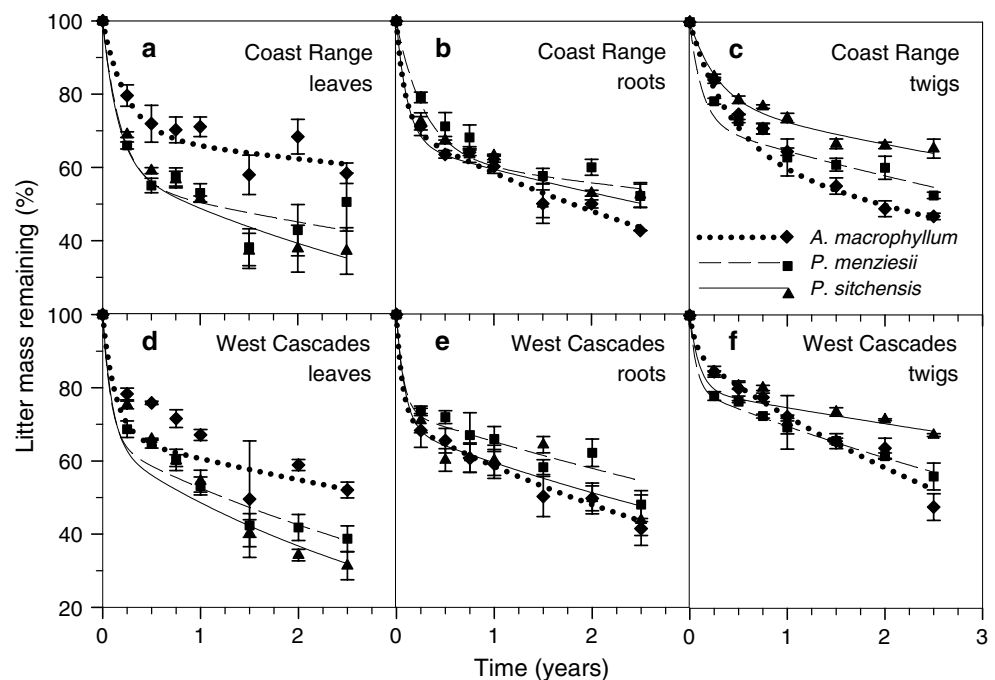 100
80
60
40
a
Coast Range
leaves
b
Coast Range
roots
c
Coast Range
twigs
A. macrophyllum
P. menziesii
P. sitchensis
Litter mass remaining (%)
100
80
60
40
20
d
West Cascades
leaves
e
West Cascades
roots
f
West Cascades
twigs
0 1 2 0 1 2 0 1 2 3
Time (years)